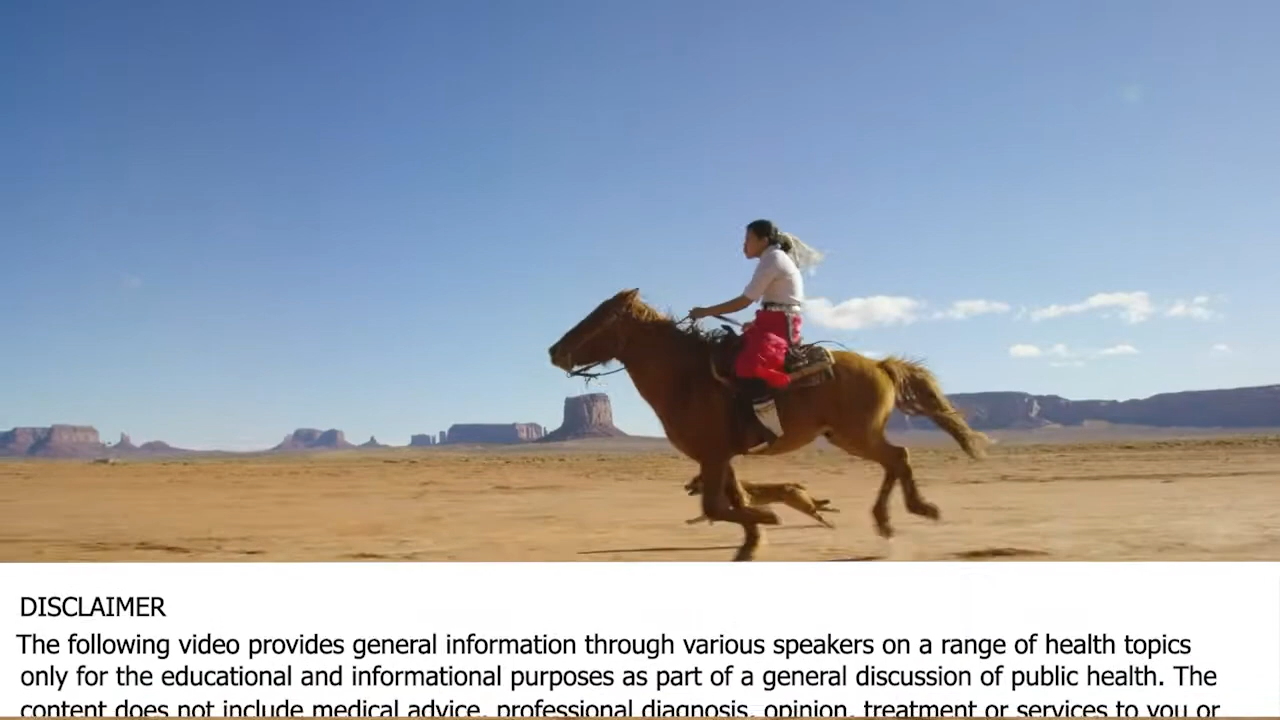 DISCLAIMER
The following video provides general information through various speakers on a range of health topics
only for the educational and informational purposes as part of a general discussion of public health. The
content does not include medical advice, professional diagnosis, opinion, treatment or services to you or